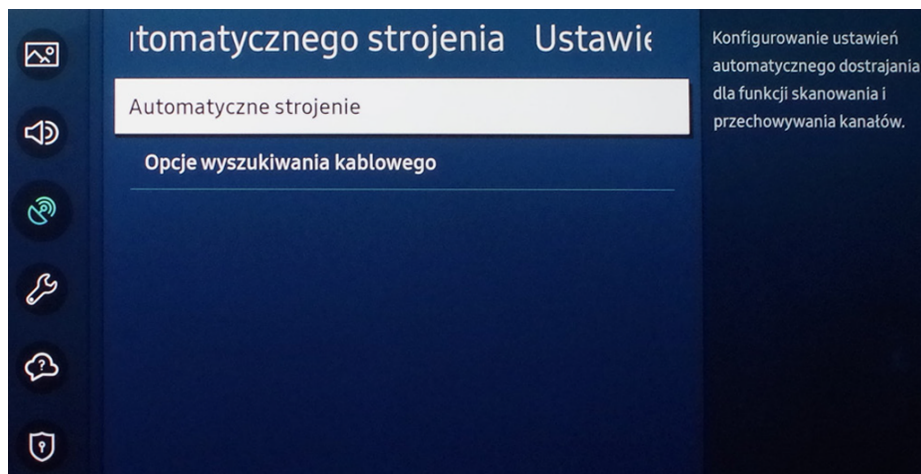 tomatycznego strojenia Ustawie
Automatyczne strojenie
Opcje wyszukiwania kablowego
Konfigurowanie ustawień
automatycznego dostrajania
dla funkcji skanowania i
przechowywania kanałów.